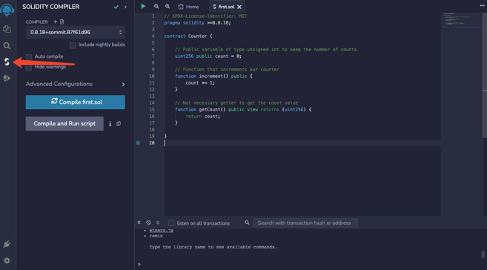 SOLIDITY COMPILER
COMPILER
0.8.18+commit.87f61d96
Include nightly builds
Auto compile
Hide warnings
Advanced Configurations
Compile first.sol
Compile and Run script
Home
first.sol
1 // SPDX-License-Identifier: MIT
2 pragma solidity >=0.8.18;
3
4 contract Counter {
5
6 // Public variable of type unsigned int to keep the number of counts
7 uint256 public count = 0;
8
9 // Function that increments our counter
10 function increment() public {
11 count += 1;
12 }
13
14 // Not necessary getter to get the count value
15 function getCount() public view returns (uint256) {
16 return count;
17 }
18
19 }
20
0
listen on all transactions
Search with transaction hash or address
• ethers.js
• remix
Type the library name to see available commands.
>